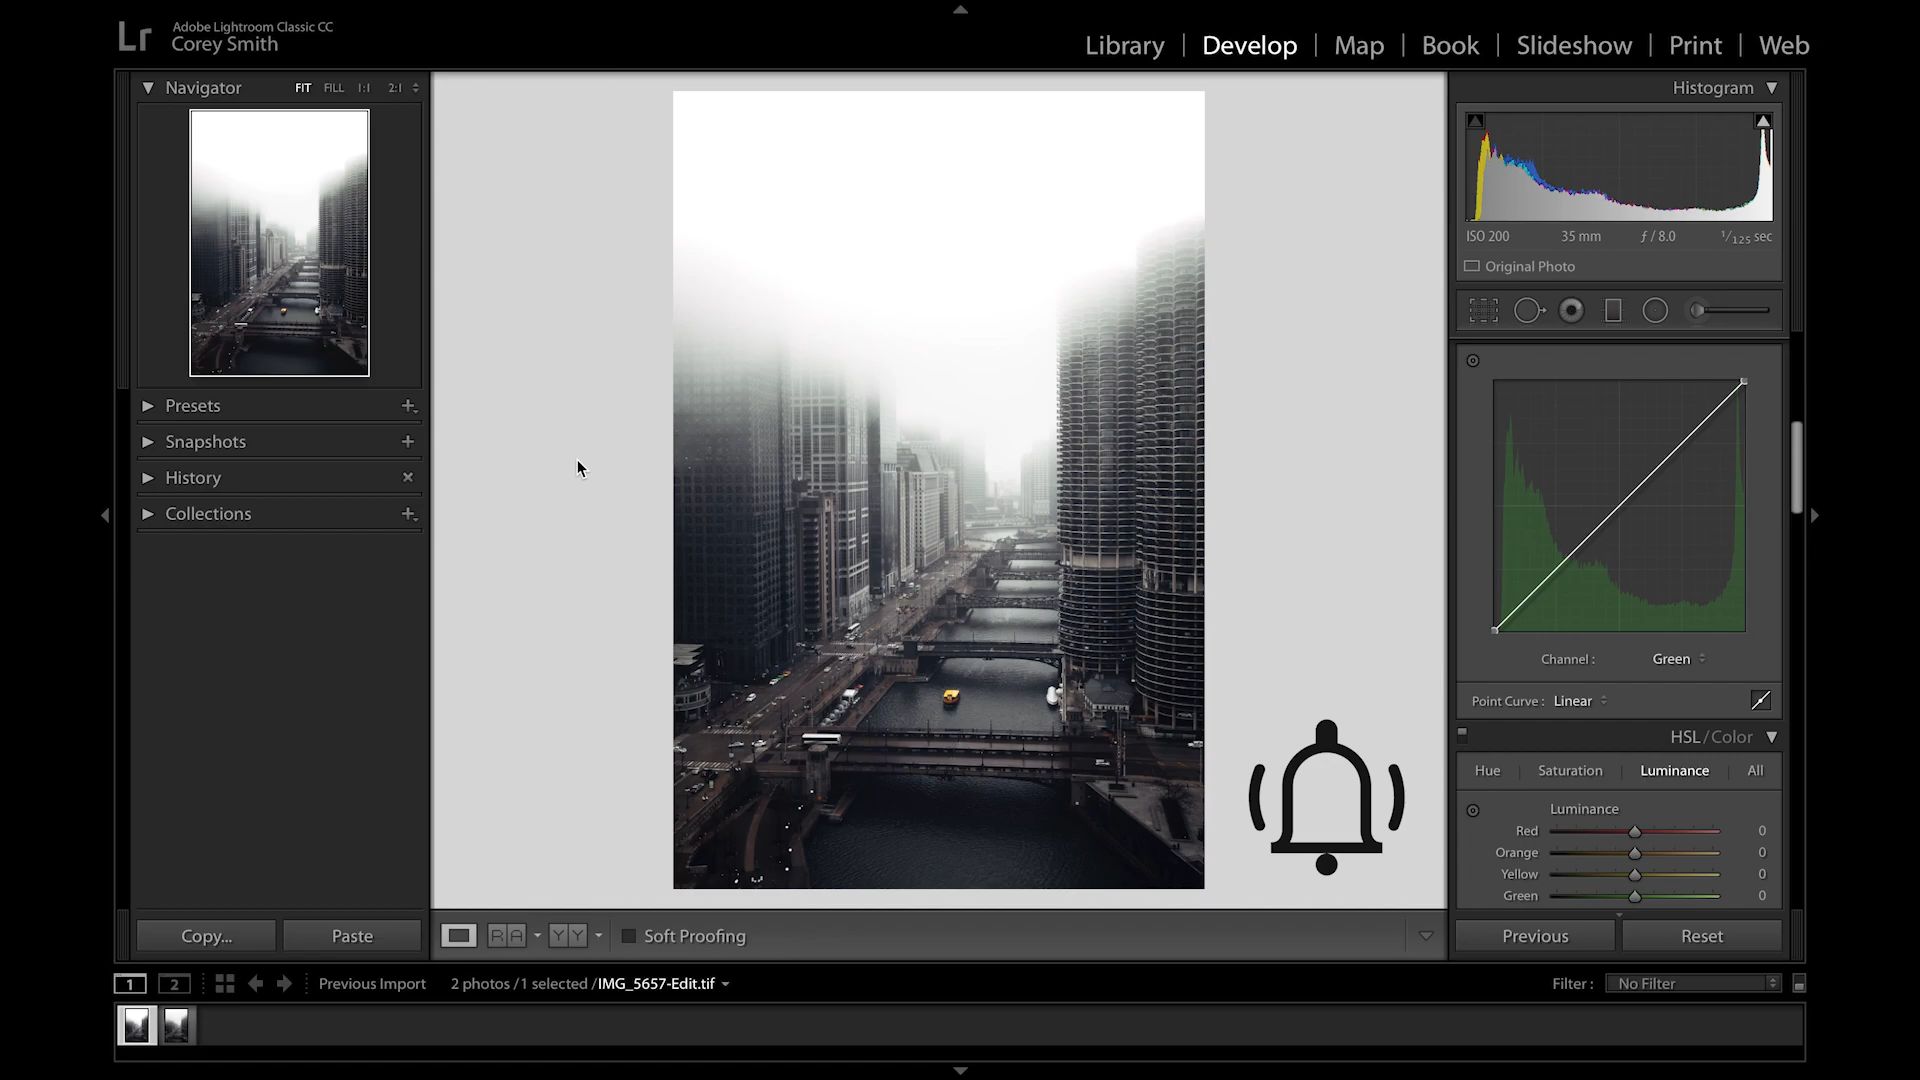 Lr
Adobe Lightroom Classic CC
Corey Smith
Library | Develop | Map | Book | Slideshow | Print | Web
Navigator FIT FILL 1:1 2:1
Presets
Snapshots
History
Collections
Copy... Paste
R A Y Y Soft Proofing
Histogram
ISO 200 35 mm ƒ / 8.0 1/125 sec
Original Photo
Channel : Green
Point Curve : Linear
HSL / Color
Hue Saturation Luminance All
Luminance
Red 0
Orange 0
Yellow 0
Green 0
Previous Reset
1 2 Previous Import 2 photos / 1 selected / IMG_5657-Edit.tif Filter : No Filter